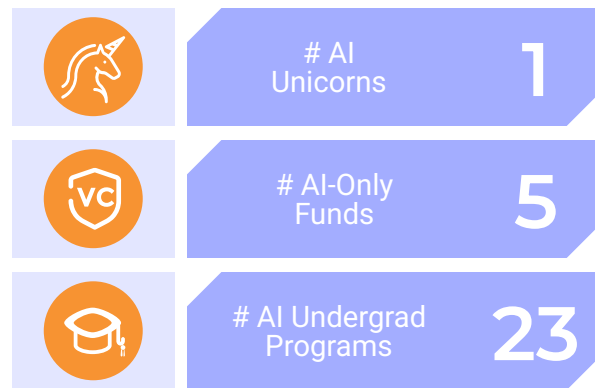 # AI
Unicorns
1
VC
# AI-Only
Funds
5
# AI Undergrad
Programs
23